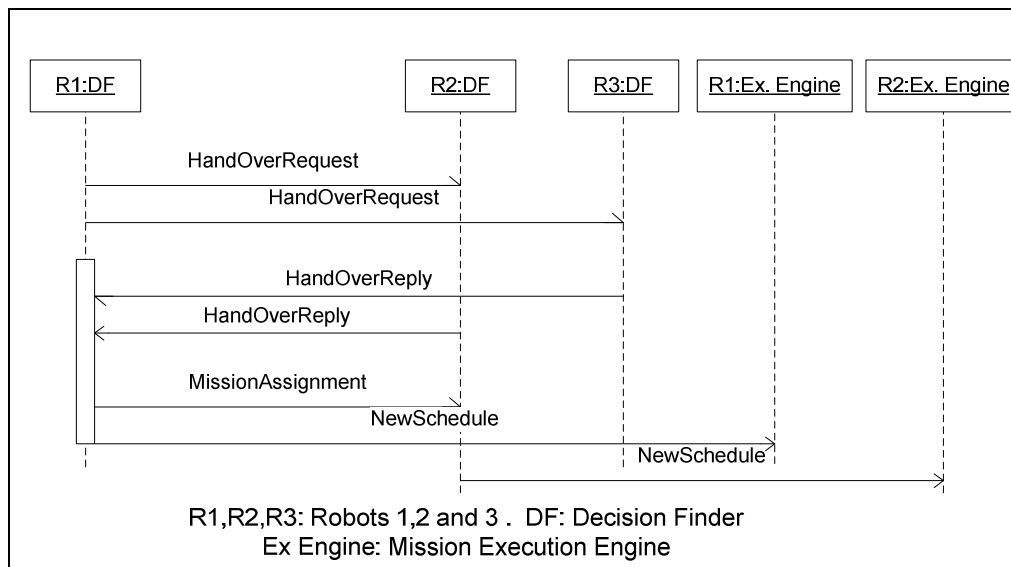 R1:DF
R2:DF
R3:DF
R1:Ex. Engine
R2:Ex. Engine
HandOverRequest
HandOverRequest
HandOverReply
HandOverReply
MissionAssignment
NewSchedule
NewSchedule
R1,R2,R3: Robots 1,2 and 3 . DF: Decision Finder
Ex Engine: Mission Execution Engine